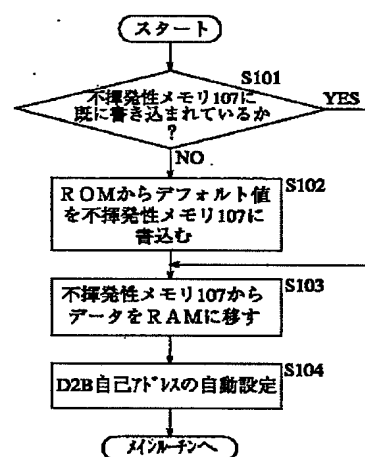 スタート
S101
不揮発性メモリ107に
既に書き込まれているか
?
YES
NO
S102
ROMからデフォルト値
を不揮発性メモリ107に
書込む
S103
不揮発性メモリ107から
データをRAMに移す
S104
D2B自己アドレスの自動設定
メインルーチンへ